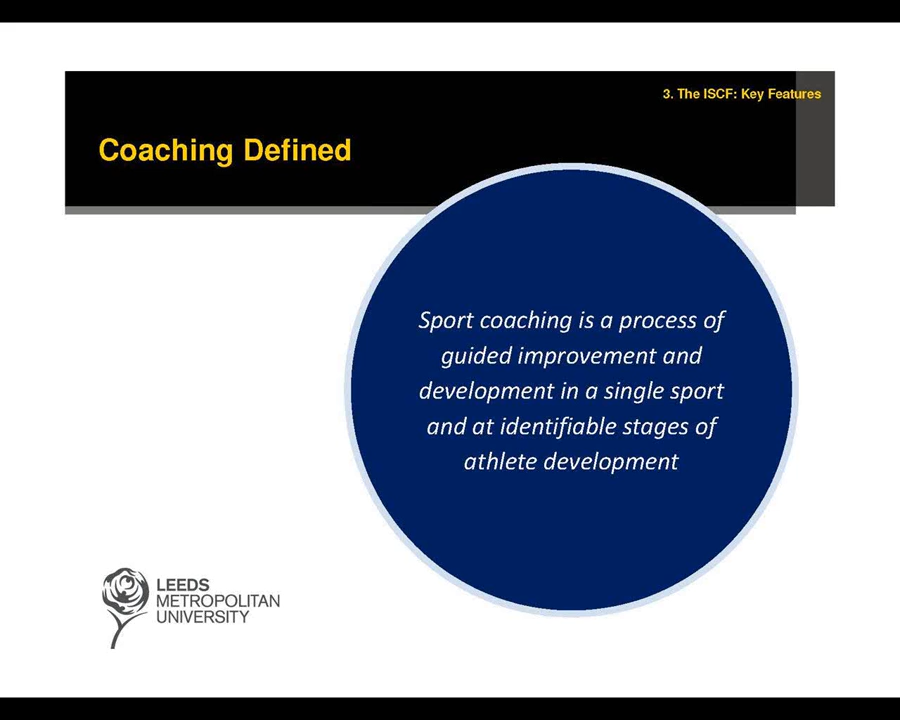 3. The ISCF: Key Features
Coaching Defined
Sport coaching is a process of
guided improvement and
development in a single sport
and at identifiable stages of
athlete development
LEEDS
METROPOLITAN
UNIVERSITY